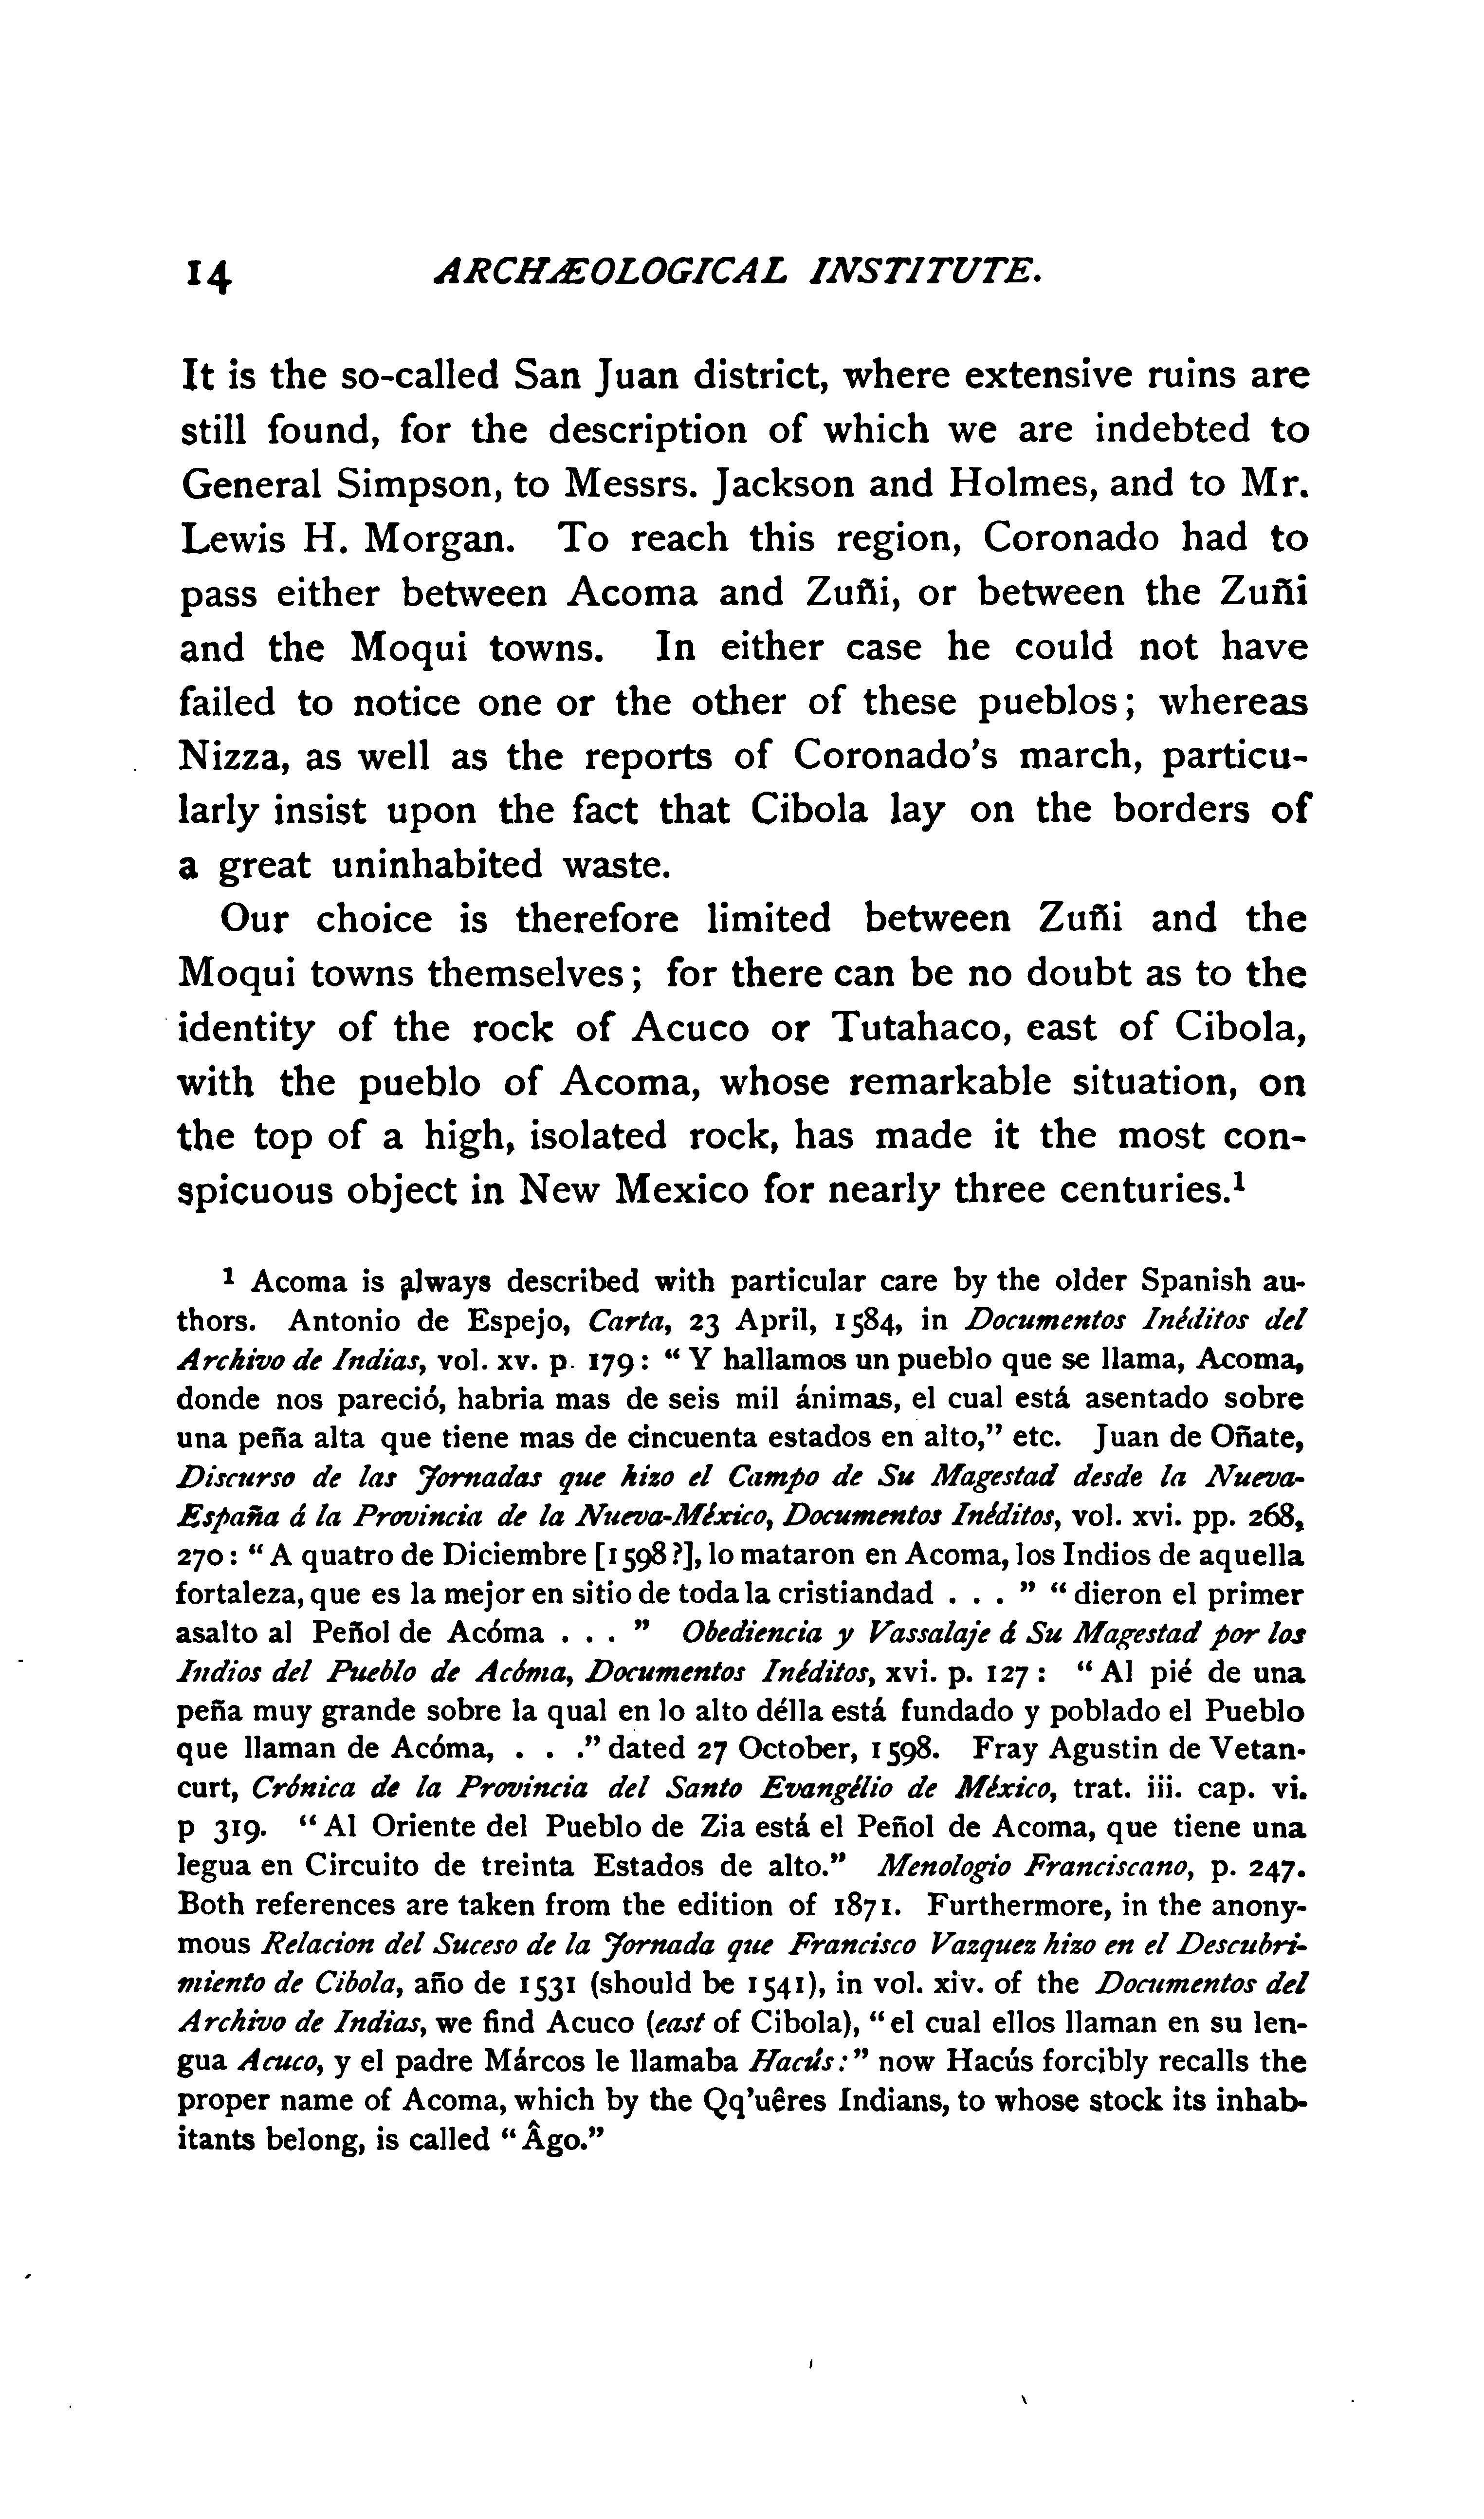 14 ARCHÆOLOGICAL INSTITUTE.
It is the so-called San Juan district, where extensive ruins are
still found, for the description of which we are indebted to
General Simpson, to Messrs. Jackson and Holmes, and to Mr.
Lewis H. Morgan. To reach this region, Coronado had to
pass either between Acoma and Zuñi, or between the Zuñi
and the Moqui towns. In either case he could not have
failed to notice one or the other of these pueblos; whereas
Nizza, as well as the reports of Coronado's march, particu-
larly insist upon the fact that Cibola lay on the borders of
a great uninhabited waste.
Our choice is therefore limited between Zuñi and the
Moqui towns themselves; for there can be no doubt as to the
identity of the rock of Acuco or Tutahaco, east of Cibola,
with the pueblo of Acoma, whose remarkable situation, on
the top of a high, isolated rock, has made it the most con-
spicuous object in New Mexico for nearly three centuries.¹
¹ Acoma is always described with particular care by the older Spanish au-
thors. Antonio de Espejo, Carta, 23 April, 1584, in Documentos Inéditos del
Archivo de Indias, vol. xv. p. 179: "Y hallamos un pueblo que se llama, Acoma,
donde nos pareció, habria mas de seis mil ánimas, el cual está asentado sobre
una peña alta que tiene mas de cincuenta estados en alto," etc. Juan de Oñate,
Discurso de las Jornadas que hizo el Campo de Su Magestad desde la Nueva-
España á la Provincia de la Nueva-México, Documentos Inéditos, vol. xvi. pp. 268,
270: "A quatro de Diciembre [1598?], lo mataron en Acoma, los Indios de aquella
fortaleza, que es la mejor en sitio de toda la cristiandad . . . " "dieron el primer
asalto al Peñol de Acóma . . . " Obediencia y Vassalaje á Su Magestad por los
Indios del Pueblo de Acóma, Documentos Inéditos, xvi. p. 127: "Al pié de una
peña muy grande sobre la qual en lo alto délla está fundado y poblado el Pueblo
que llaman de Acóma, . . ." dated 27 October, 1598. Fray Agustin de Vetan-
curt, Crónica de la Provincia del Santo Evangélio de México, trat. iii. cap. vi.
p 319. "Al Oriente del Pueblo de Zia está el Peñol de Acoma, que tiene una
legua en Circuito de treinta Estados de alto." Menologio Franciscano, p. 247.
Both references are taken from the edition of 1871. Furthermore, in the anony-
mous Relacion del Suceso de la Jornada que Francisco Vazquez hizo en el Descubri-
miento de Cibola, año de 1531 (should be 1541), in vol. xiv. of the Documentos del
Archivo de Indias, we find Acuco (east of Cibola), "el cual ellos llaman en su len-
gua Acuco, y el padre Márcos le llamaba Hacús:" now Hacús forcibly recalls the
proper name of Acoma, which by the Qq'uêres Indians, to whose stock its inhab-
itants belong, is called "Âgo."